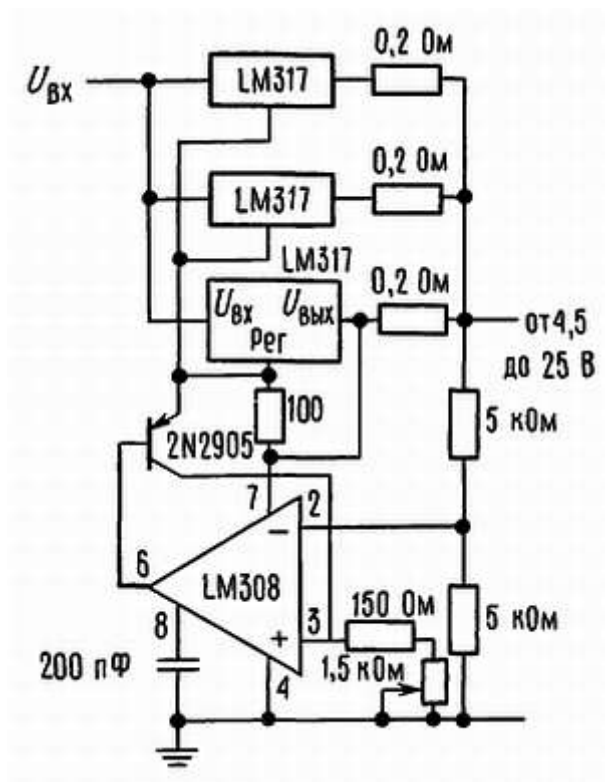 0,2 Ом
Uвх
LM317
0,2 Ом
LM317
LM317
0,2 Ом
Uвх Uвых
Рег
от4,5
до 25 В
100
5 кОм
2N2905
7
2
−
6
LM308
8
+
3
150 Ом
5 кОм
200 пФ
4
1,5 кОм